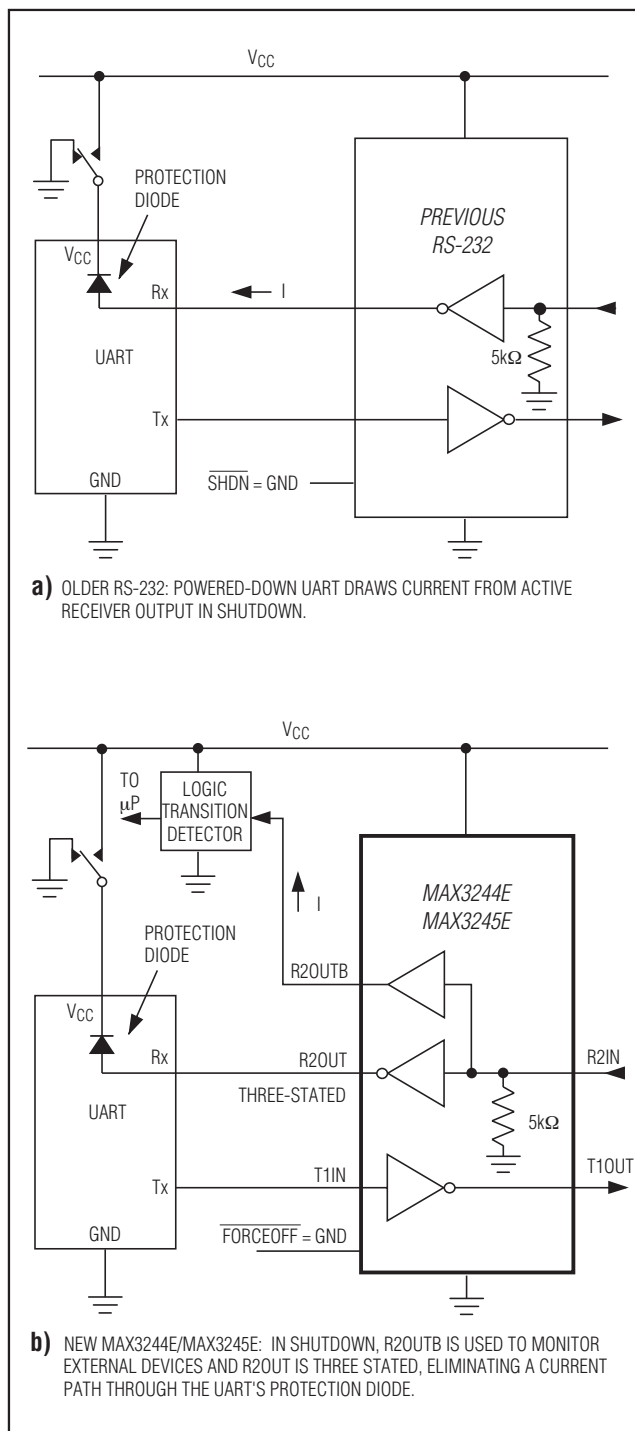 VCC
PROTECTION
DIODE
PREVIOUS
RS-232
VCC
Rx
I
5kΩ
UART
Tx
GND
SHDN = GND
a) OLDER RS-232: POWERED-DOWN UART DRAWS CURRENT FROM ACTIVE
RECEIVER OUTPUT IN SHUTDOWN.
VCC
TO
μP
LOGIC
TRANSITION
DETECTOR
MAX3244E
MAX3245E
I
PROTECTION
DIODE
R2OUTB
VCC
Rx
R2OUT
R2IN
THREE-STATED
UART
5kΩ
Tx
T1IN
T1OUT
GND
FORCEOFF = GND
b) NEW MAX3244E/MAX3245E: IN SHUTDOWN, R2OUTB IS USED TO MONITOR
EXTERNAL DEVICES AND R2OUT IS THREE STATED, ELIMINATING A CURRENT
PATH THROUGH THE UART'S PROTECTION DIODE.